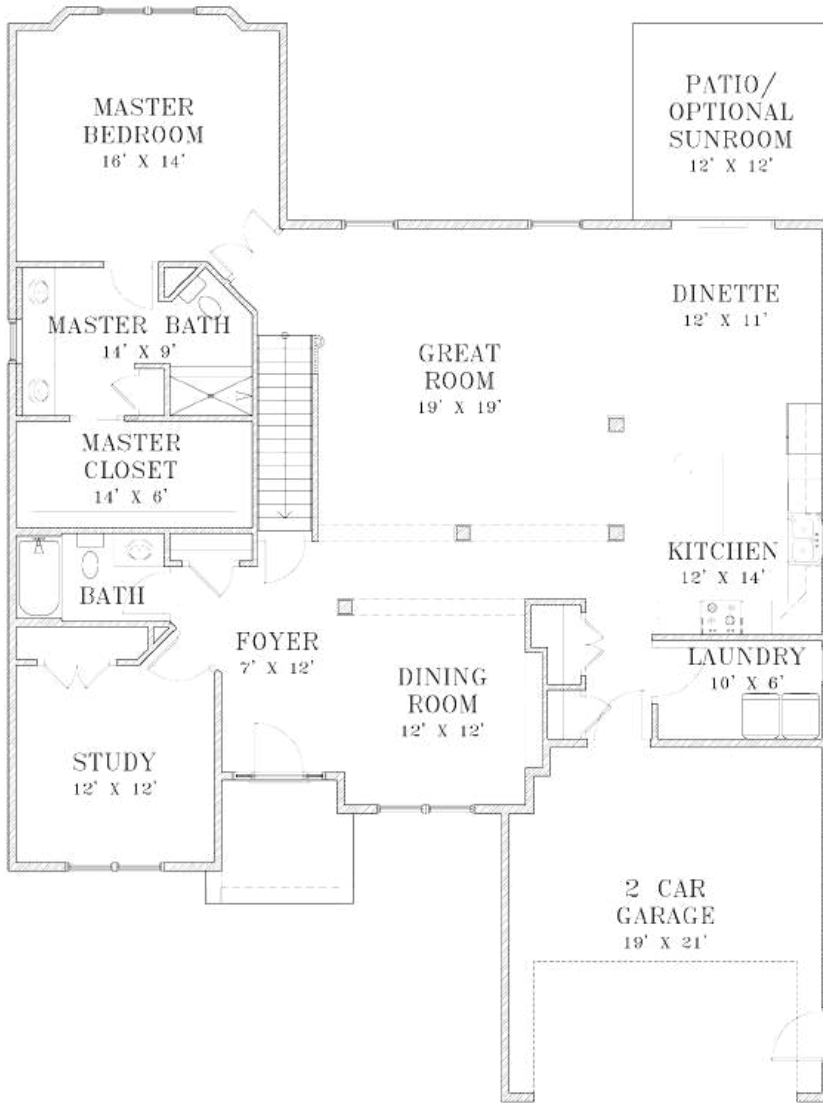 MASTER
BEDROOM
16' X 14'
PATIO/
OPTIONAL
SUNROOM
12' X 12'
MASTER BATH
14' X 9'
GREAT
ROOM
19' X 19'
DINETTE
12' X 11'
MASTER
CLOSET
14' X 6'
KITCHEN
12' X 14'
BATH
FOYER
7' X 12'
DINING
ROOM
12' X 12'
LAUNDRY
10' X 6'
STUDY
12' X 12'
2 CAR
GARAGE
19' X 21'